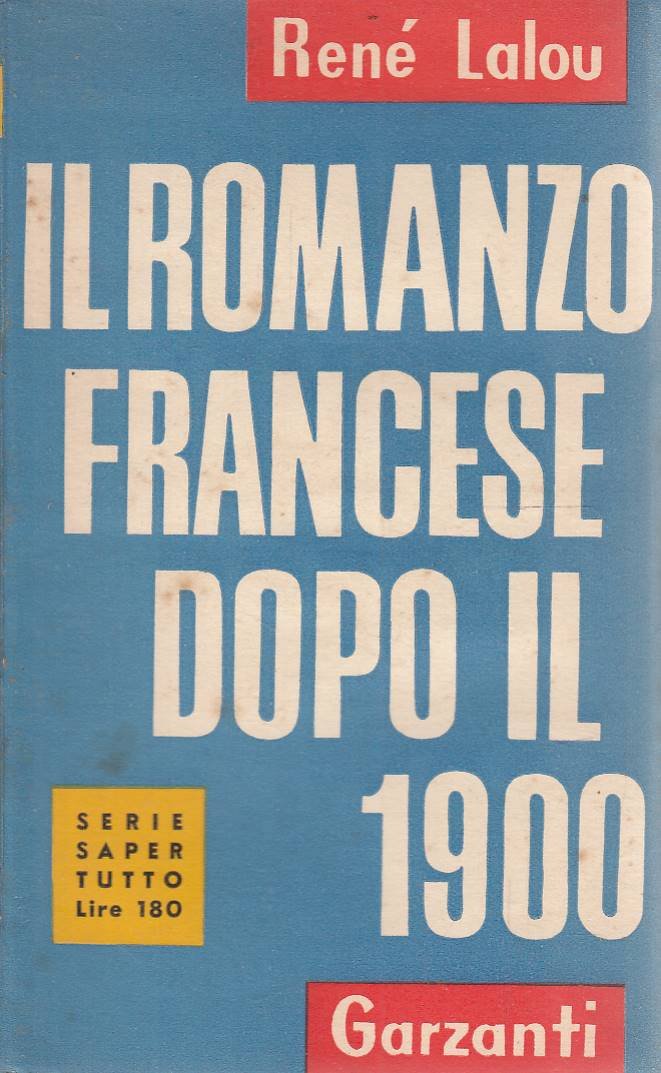 René Lalou
IL ROMANZO
FRANCESE
DOPO IL
1900
SERIE
SAPER
TUTTO
Lire 180
Garzanti